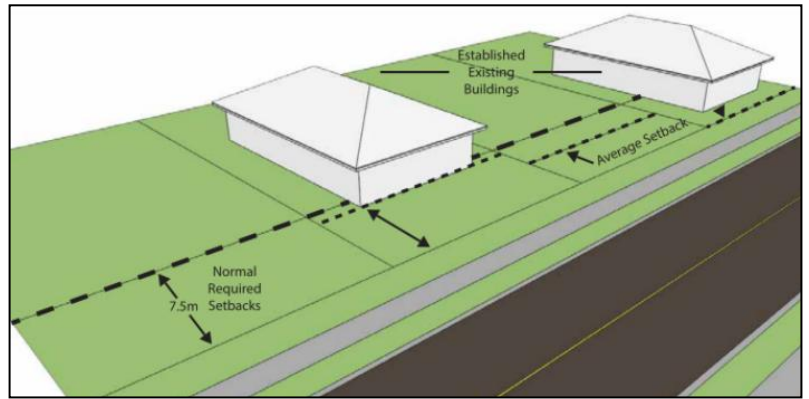 Established
Existing
Buildings
Average Setback
Normal
Required
Setbacks
7.5m